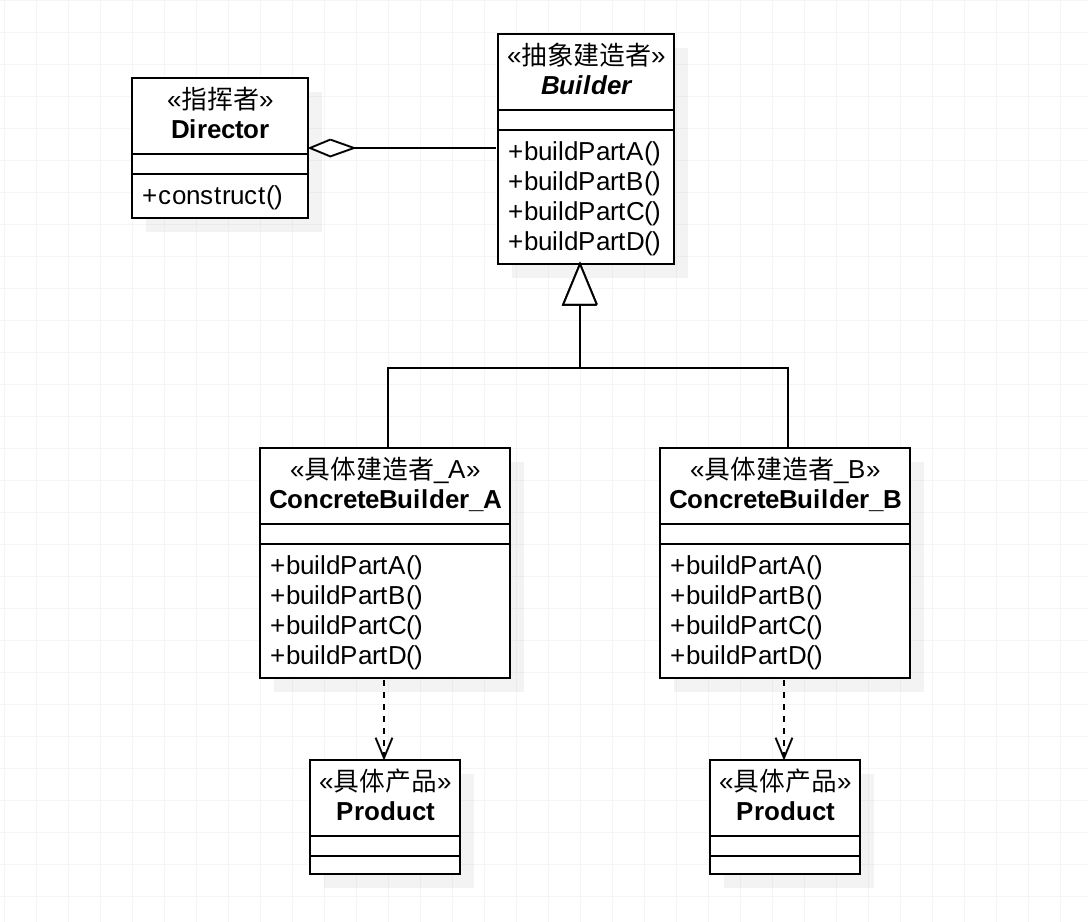 «抽象建造者»
Builder
+buildPartA()
+buildPartB()
+buildPartC()
+buildPartD()
«指挥者»
Director
+construct()
«具体建造者_A»
ConcreteBuilder_A
+buildPartA()
+buildPartB()
+buildPartC()
+buildPartD()
«具体建造者_B»
ConcreteBuilder_B
+buildPartA()
+buildPartB()
+buildPartC()
+buildPartD()
«具体产品»
Product
«具体产品»
Product